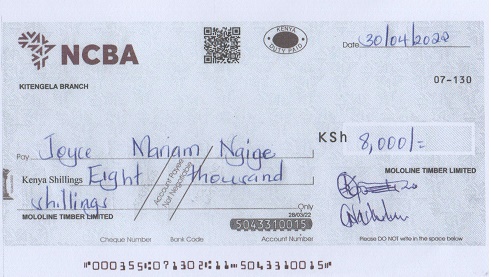 NCBA
KENYA
DUTY PAID
Date 30/04/2022
07-130
KITENGELA BRANCH
Pay Joyce Mariam Ngige
KSh 8,000/=
Account Payee
Not Negotiable
Kenya Shillings Eight Thousand
shillings Only
MOLOLINE TIMBER LIMITED
MOLOLINE TIMBER LIMITED
28/03/22
5043310015
Cheque Number Bank Code Account Number
Please DO NOT write in the space below
⑈000355⑆071302⑆11⑉5043310015⑈